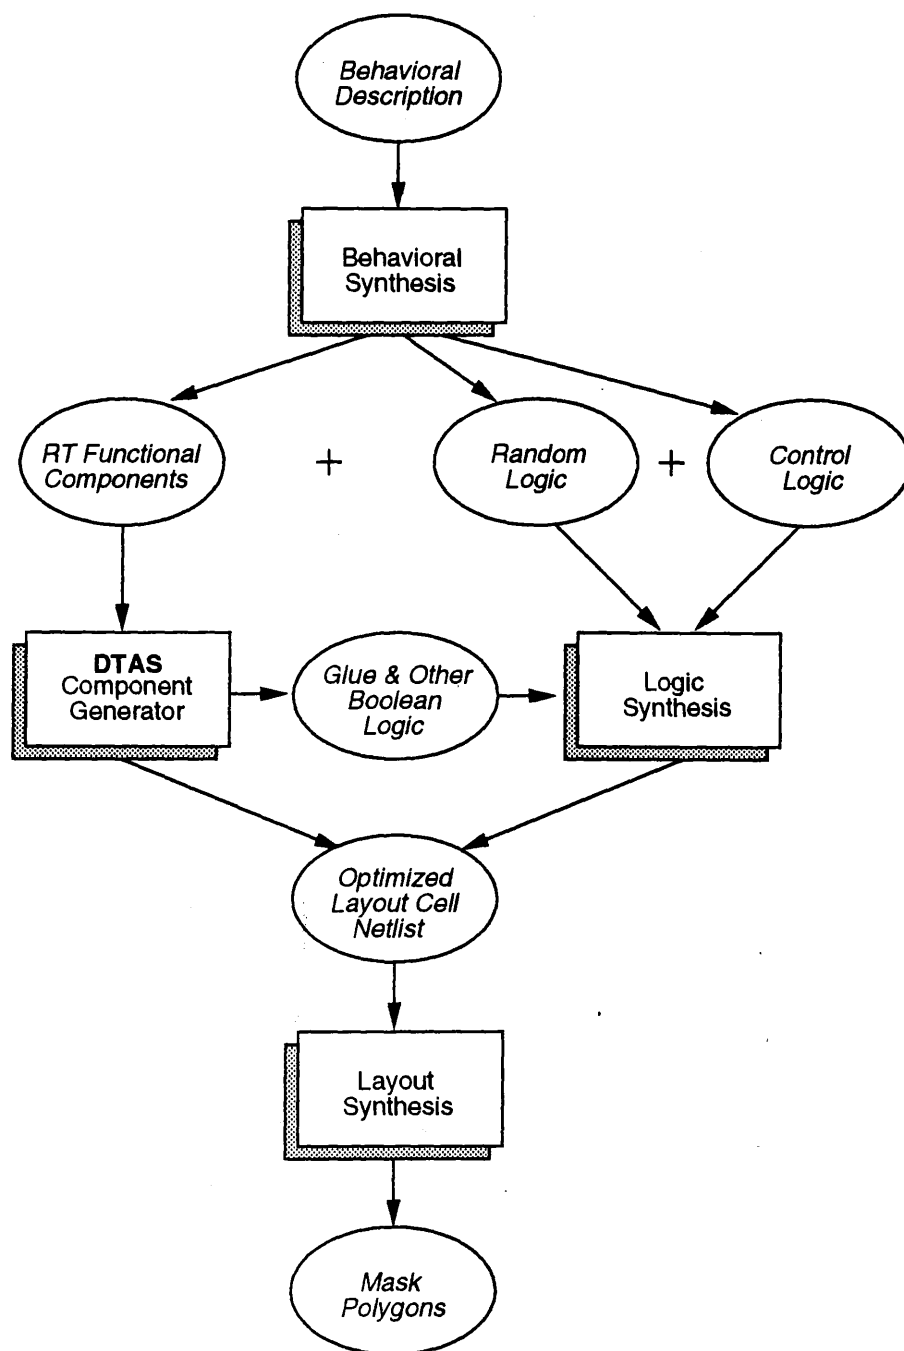 Behavioral
Description
Behavioral
Synthesis
RT Functional
Components
+
Random
Logic
+
Control
Logic
DTAS
Component
Generator
Glue & Other
Boolean
Logic
Logic
Synthesis
Optimized
Layout Cell
Netlist
Layout
Synthesis
Mask
Polygons